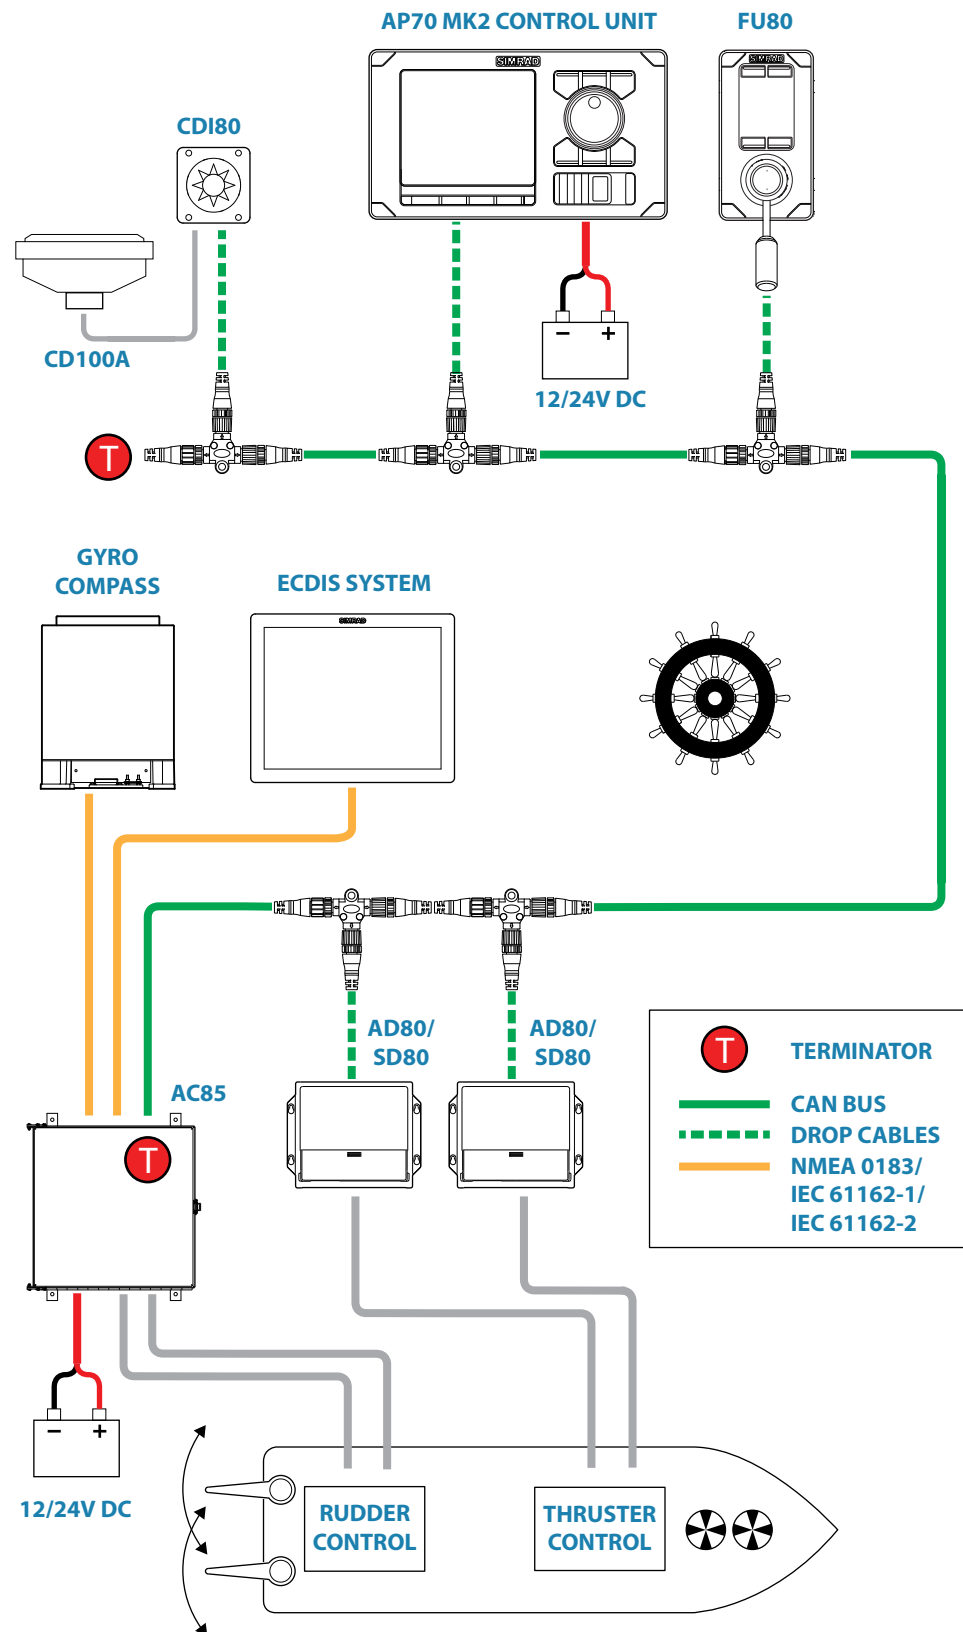 AP70 MK2 CONTROL UNIT
FU80
SIMRAD
SIMRAD
CDI80
CD100A
12/24V DC
T
GYRO
COMPASS
ECDIS SYSTEM
SIMRAD
AD80/
SD80
AD80/
SD80
AC85
T
T
TERMINATOR
CAN BUS
DROP CABLES
NMEA 0183/
IEC 61162-1/
IEC 61162-2
12/24V DC
RUDDER
CONTROL
THRUSTER
CONTROL